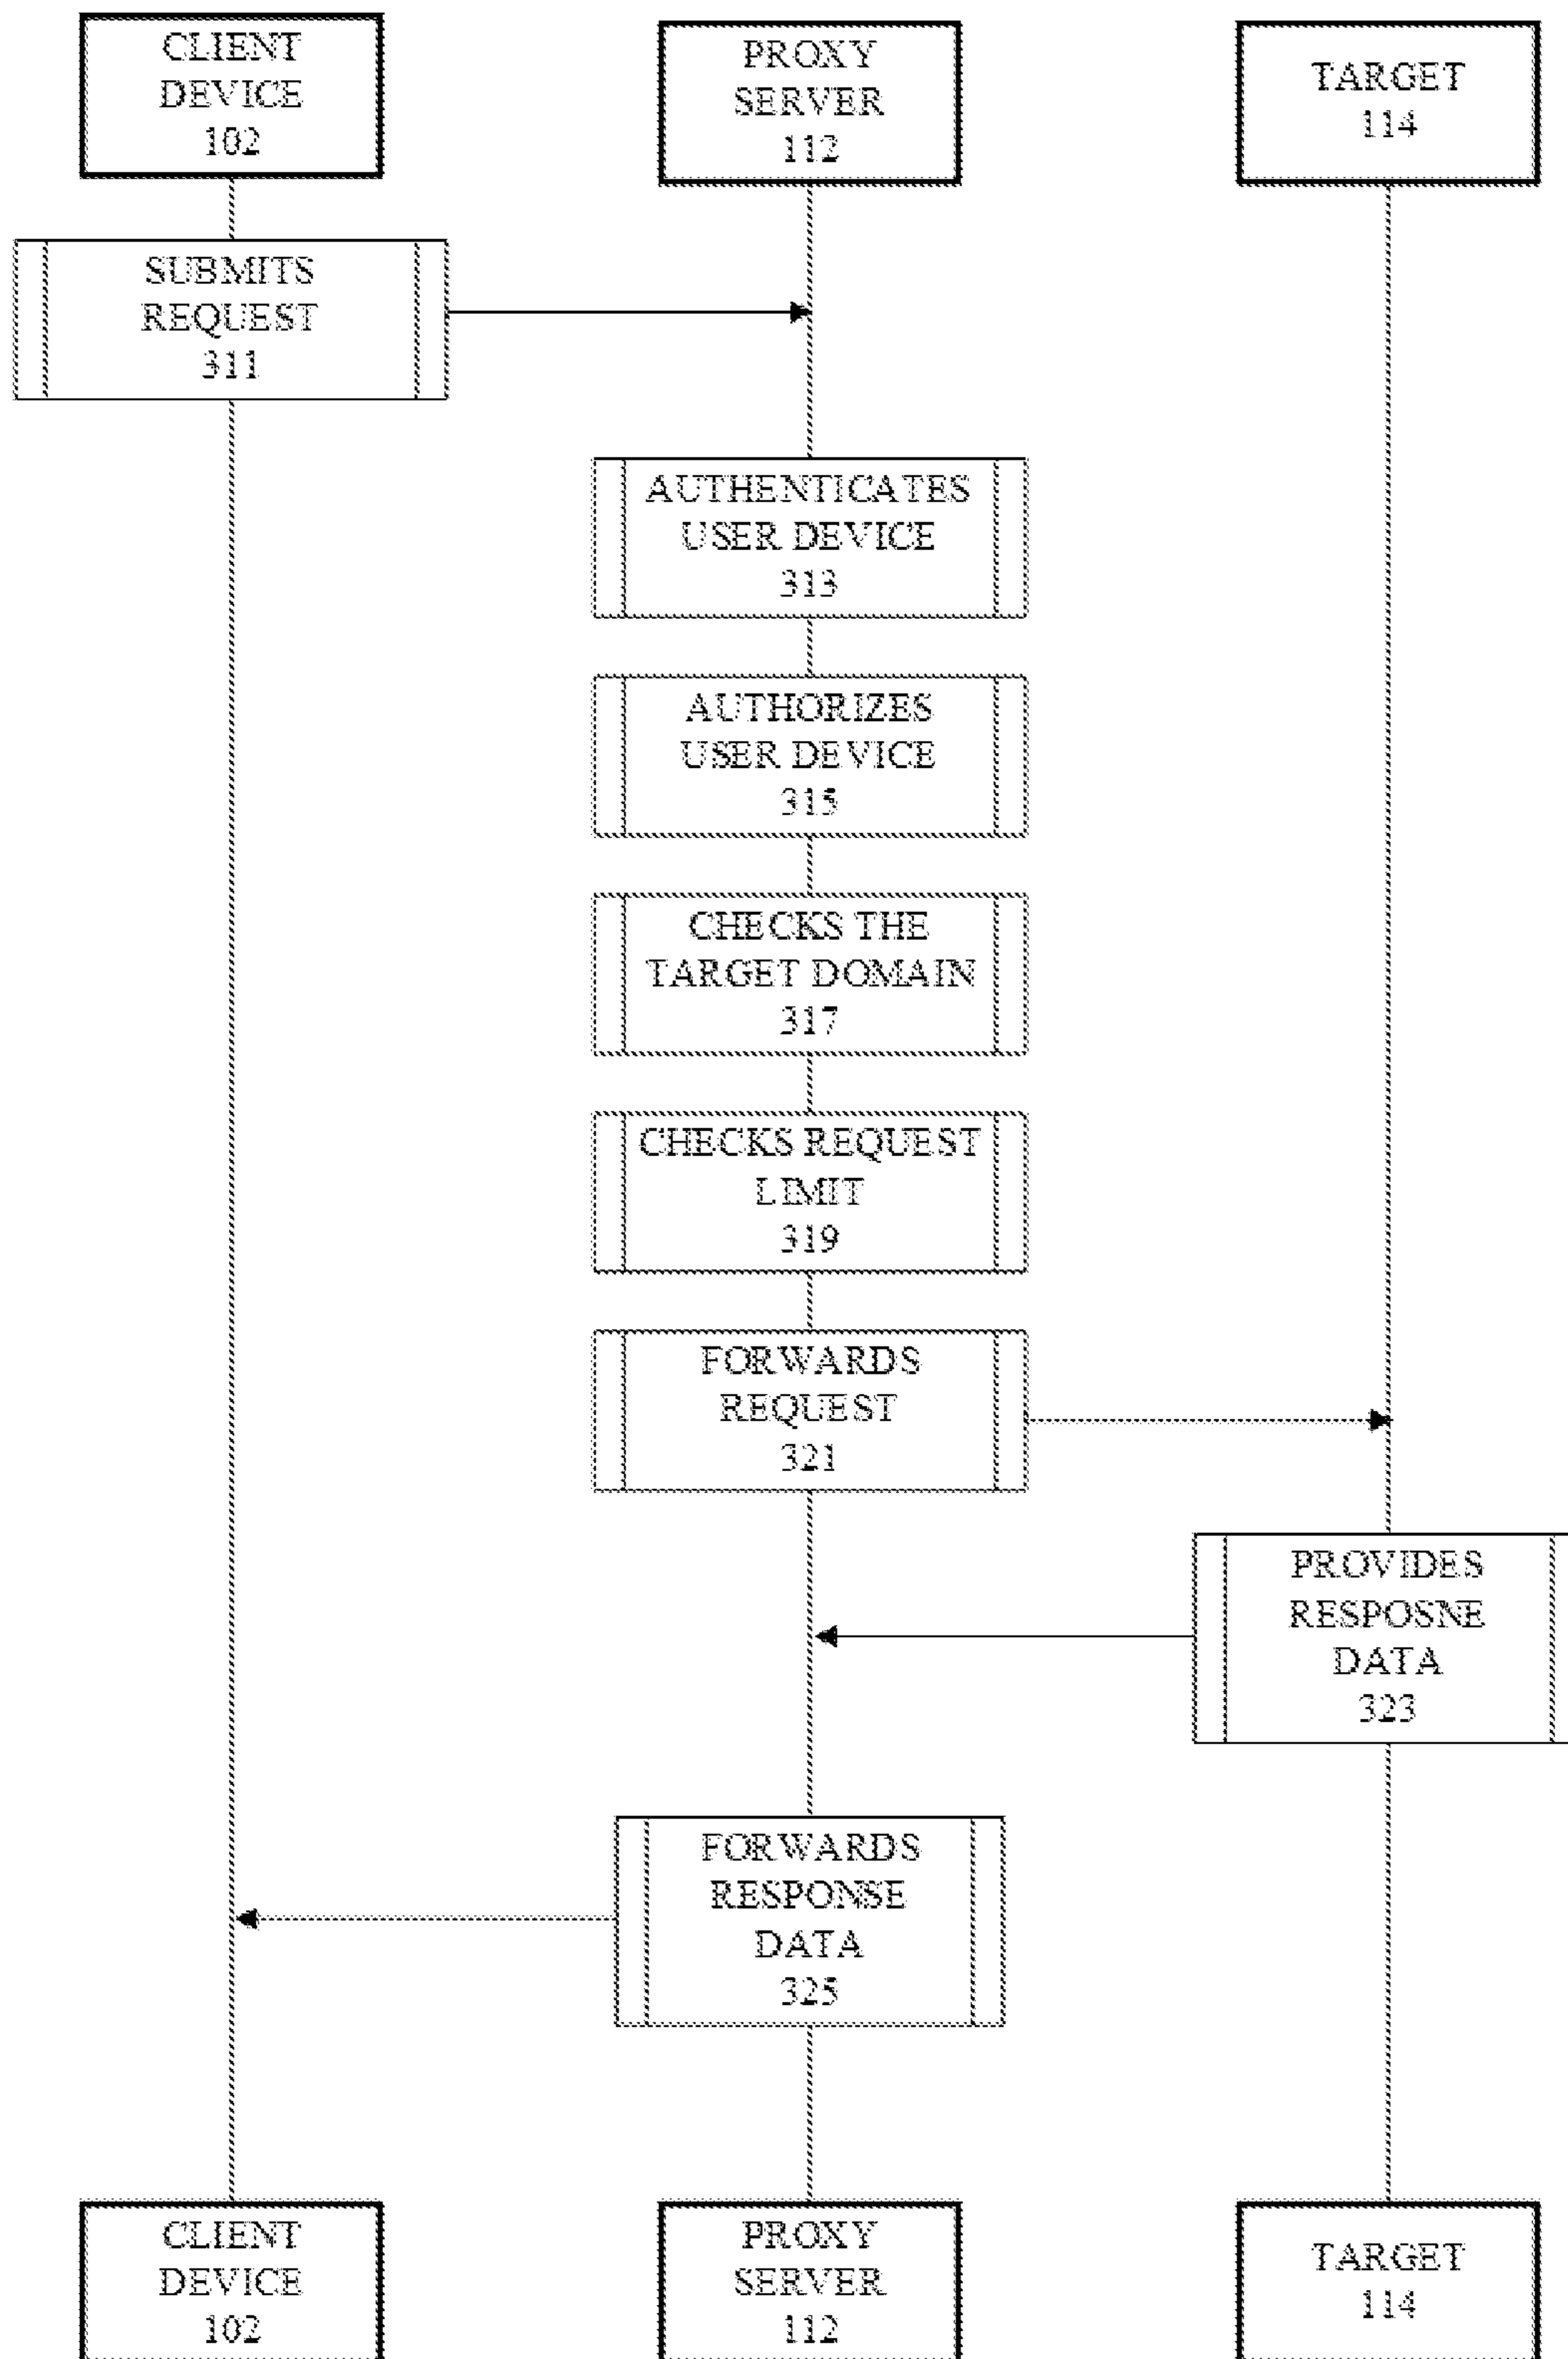 CLIENT
DEVICE
102
PROXY
SERVER
112
TARGET
114
SUBMITS
REQUEST
311
AUTHENTICATES
USER DEVICE
313
AUTHORIZES
USER DEVICE
315
CHECKS THE
TARGET DOMAIN
317
CHECKS REQUEST
LIMIT
319
FORWARDS
REQUEST
321
PROVIDES
RESPOSNE
DATA
323
FORWARDS
RESPONSE
DATA
325
CLIENT
DEVICE
102
PROXY
SERVER
112
TARGET
114